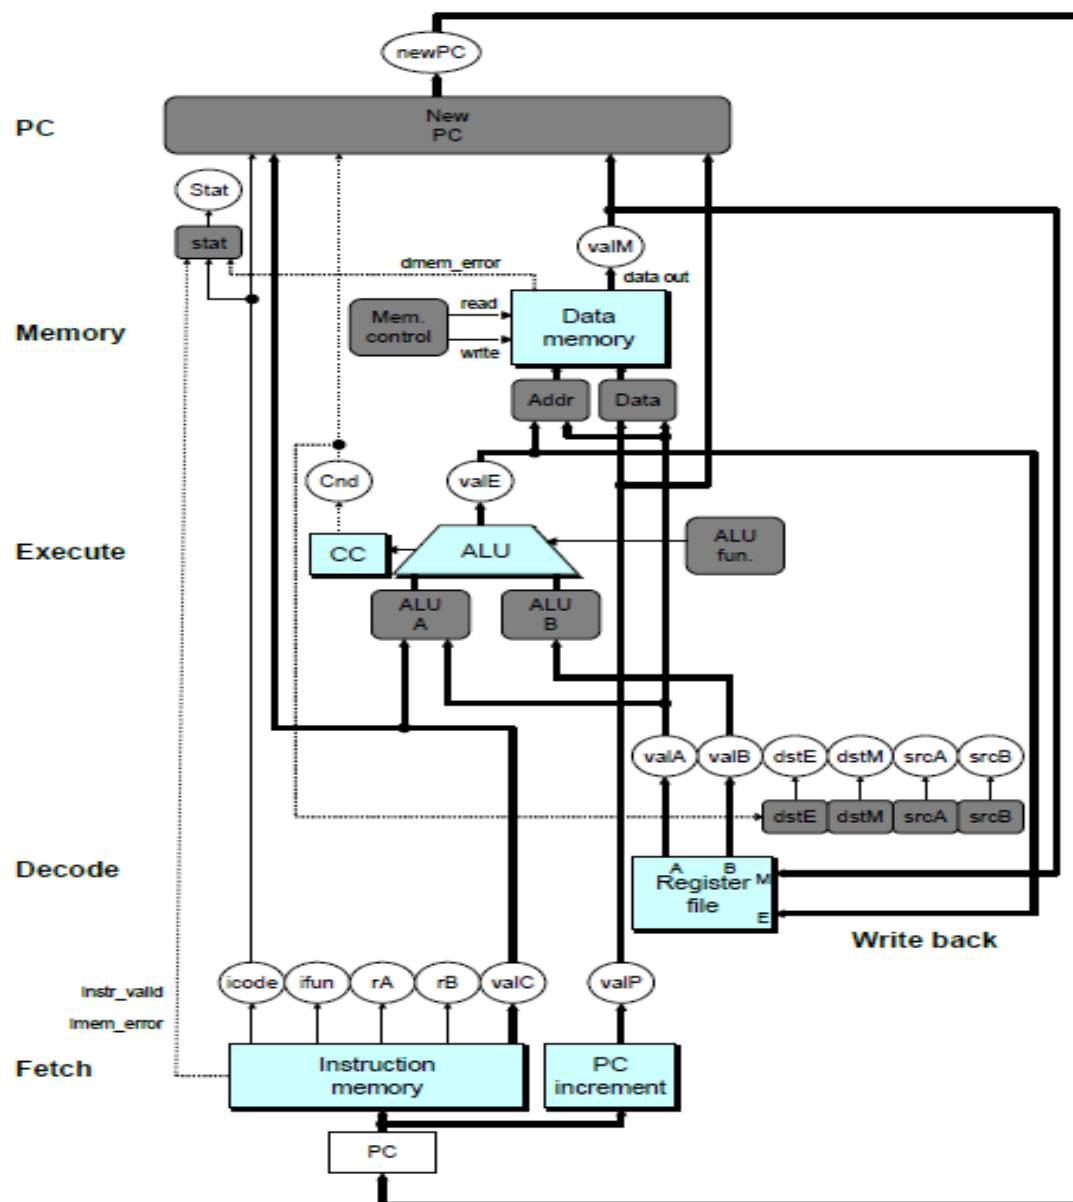 newPC
New
PC
PC
Stat
stat
valM
dmem_error
data out
read
Mem.
control
write
Data
memory
Memory
Addr
Data
Cnd
valE
Execute
CC
ALU
ALU
fun.
ALU
A
ALU
B
valA
valB
dstE
dstM
srcA
srcB
dstE
dstM
srcA
srcB
Decode
A
B
M
Register
file
E
Write back
icode
ifun
rA
rB
valC
valP
Instr_valid
Imem_error
Fetch
Instruction
memory
PC
increment
PC